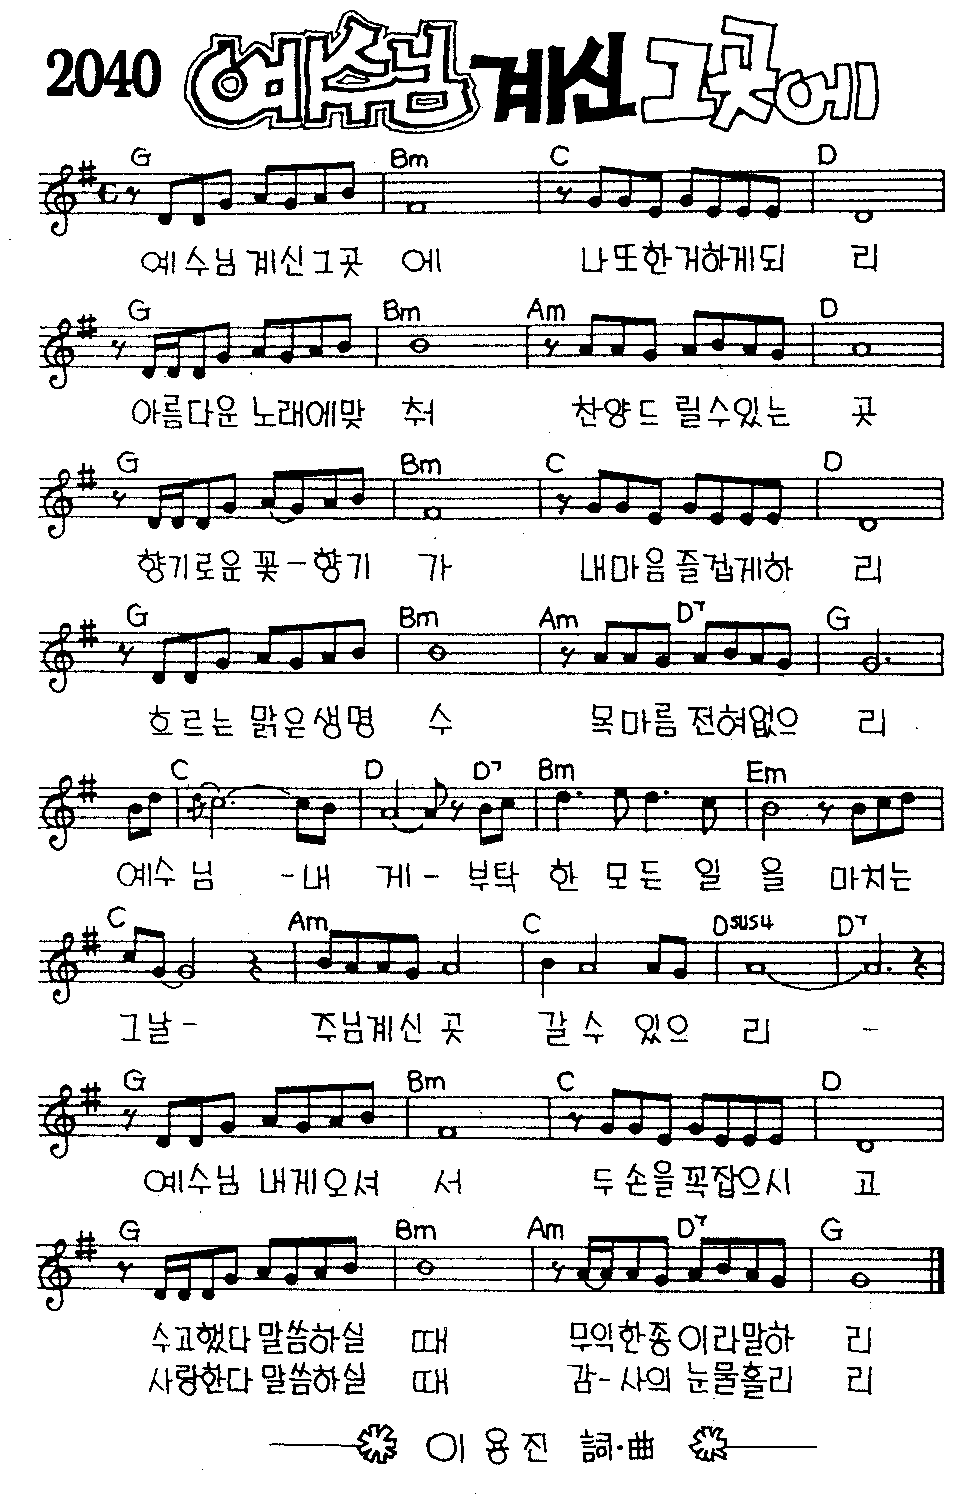 2040 예수님 계신 그 곳에
G Bm C D
예수님계신그곳 에 나또한거하게되 리
G Bm Am D
아름다운 노래에맞 춰 찬양드 릴수있는 곳
G Bm C D
향기로운 꽃-향기 가 내마음 즐겁게하 리
G Bm Am D7 G
흐르는 맑은생명 수 목마름 전혀없으 리
C D D7 Bm Em
예수 님 -내 게- 부탁 한 모든 일 을 마치는
C Am C Dsus4 D7
그날- 주님계신 곳 갈 수 있으 리 -
G Bm C D
예수님 내게오셔 서 두 손을꼭잡으시 고
G Bm Am D7 G
수고했다 말씀하실 때 무익한종 이라말하 리
사랑한다 말씀하실 때 감-사의 눈물흘리 리
이 용 진 詞·曲